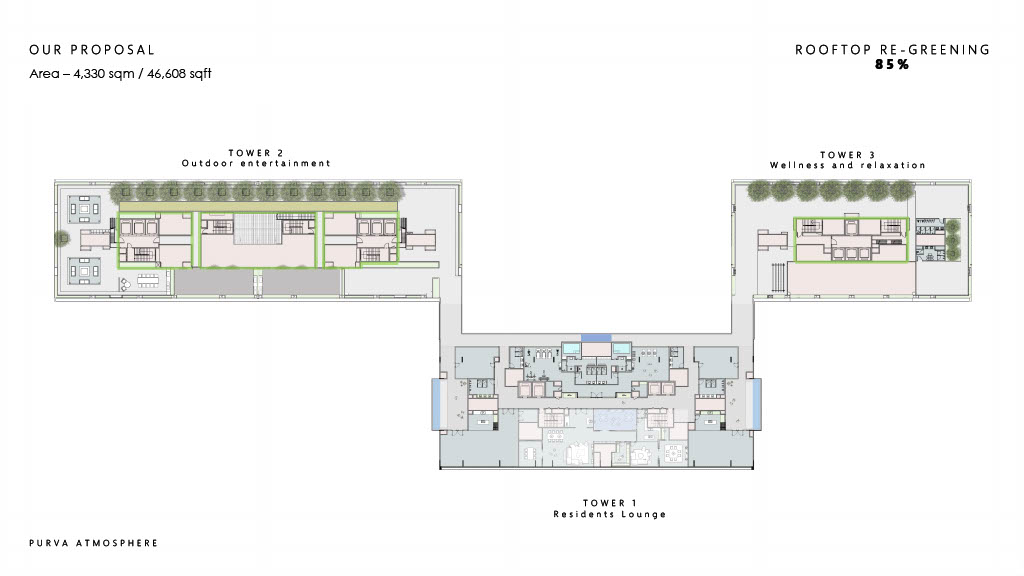 OUR PROPOSAL
Area – 4,330 sqm / 46,608 sqft
ROOFTOP RE-GREENING
85%
TOWER 2
Outdoor entertainment
TOWER 3
Wellness and relaxation
TOWER 1
Residents Lounge
PURVA ATMOSPHERE